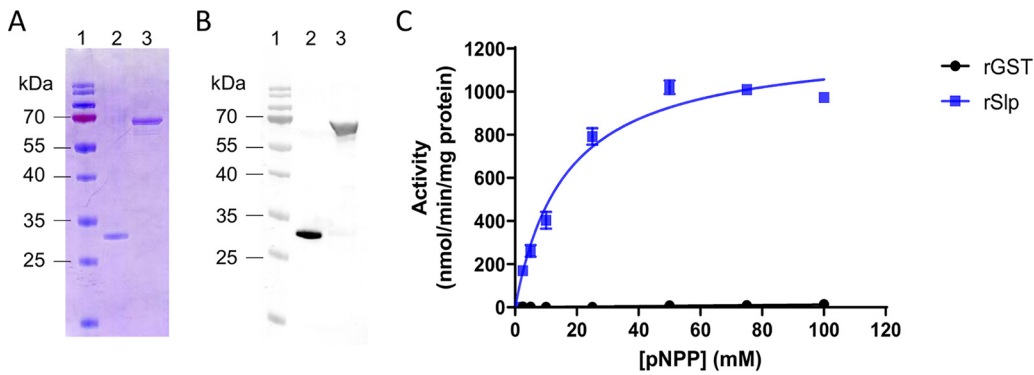 A
1 2 3
kDa
70
55
40
35
25
B
1 2 3
kDa
70
55
40
35
25
C
1200
1000
800
600
400
200
0
Activity
(nmol/min/mg protein)
0 20 40 60 80 100 120
[pNPP] (mM)
rGST
rSlp